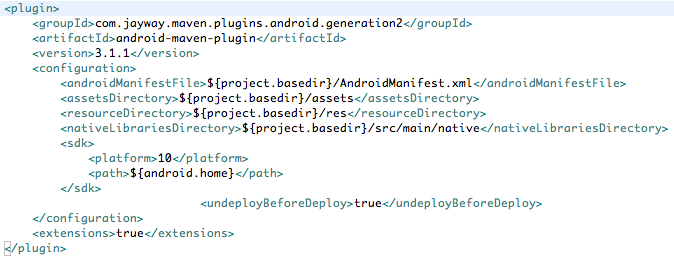 <plugin>
    <groupId>com.jayway.maven.plugins.android.generation2</groupId>
    <artifactId>android-maven-plugin</artifactId>
    <version>3.1.1</version>
    <configuration>
        <androidManifestFile>${project.basedir}/AndroidManifest.xml</androidManifestFile>
        <assetsDirectory>${project.basedir}/assets</assetsDirectory>
        <resourceDirectory>${project.basedir}/res</resourceDirectory>
        <nativeLibrariesDirectory>${project.basedir}/src/main/native</nativeLibrariesDirectory>
        <sdk>
            <platform>10</platform>
            <path>${android.home}</path>
        </sdk>
                            <undeployBeforeDeploy>true</undeployBeforeDeploy>
    </configuration>
    <extensions>true</extensions>
</plugin>